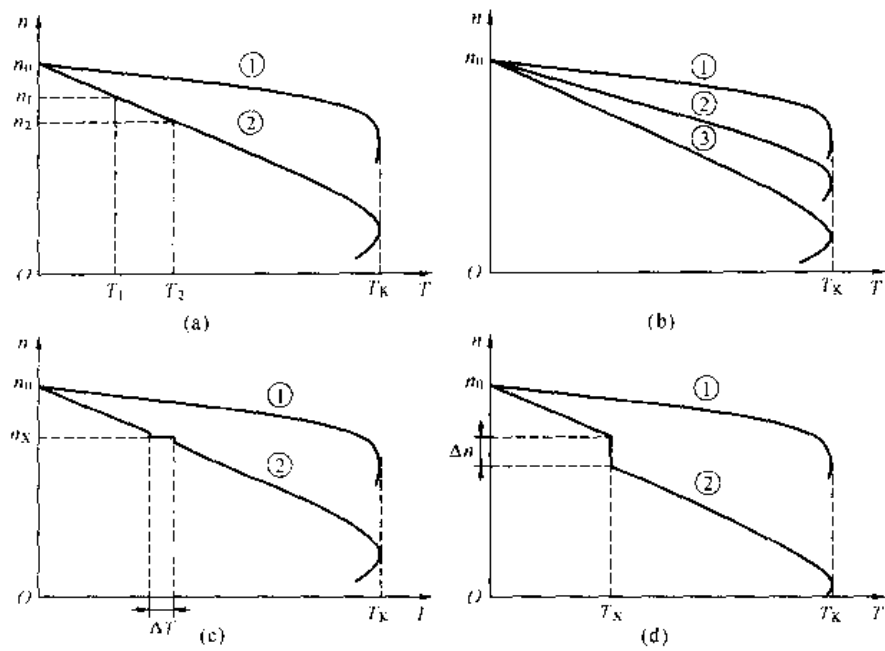 n
n₀
n₁
n₂
O
T₁
T₂
T_K
T
①
②
(a)
n
n₀
O
T_K
T
①
②
③
(b)
n
n₀
n_X
O
ΔT
T_K
T
①
②
(c)
n
n₀
Δn
O
T_X
T_K
T
①
②
(d)